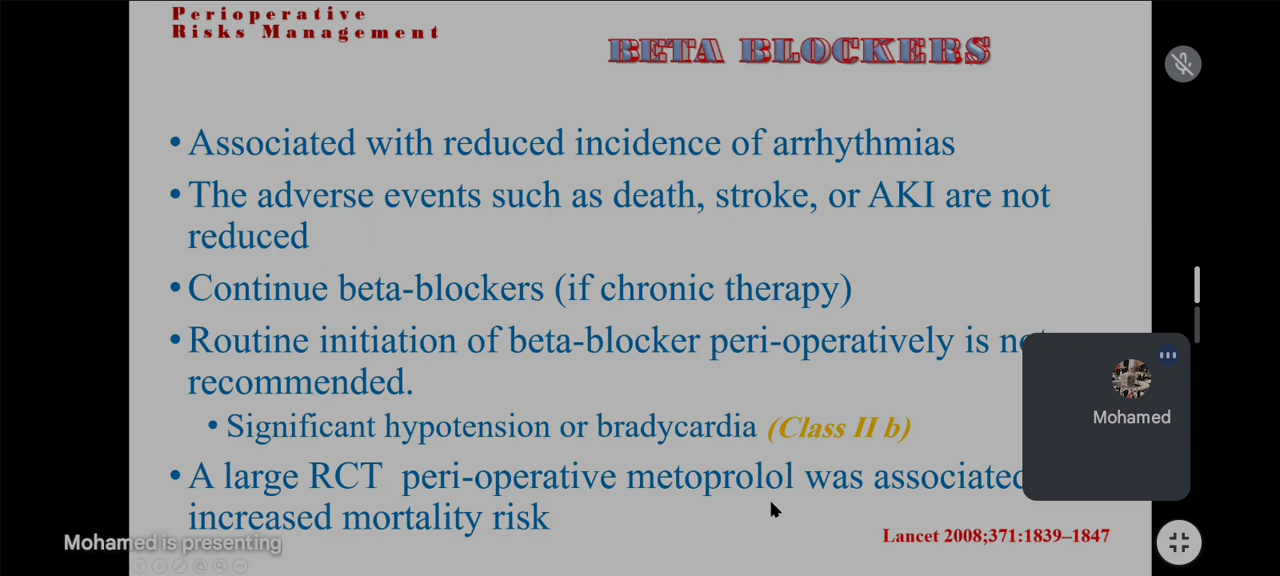 Perioperative
Risks Management
BETA BLOCKERS
• Associated with reduced incidence of arrhythmias
• The adverse events such as death, stroke, or AKI are not
reduced
• Continue beta-blockers (if chronic therapy)
• Routine initiation of beta-blocker peri-operatively is
recommended.
• Significant hypotension or bradycardia (Class II b)
• A large RCT peri-operative metoprolol was associated
increased mortality risk
Lancet 2008;371:1839–1847
Mohamed
Mohamed is presenting